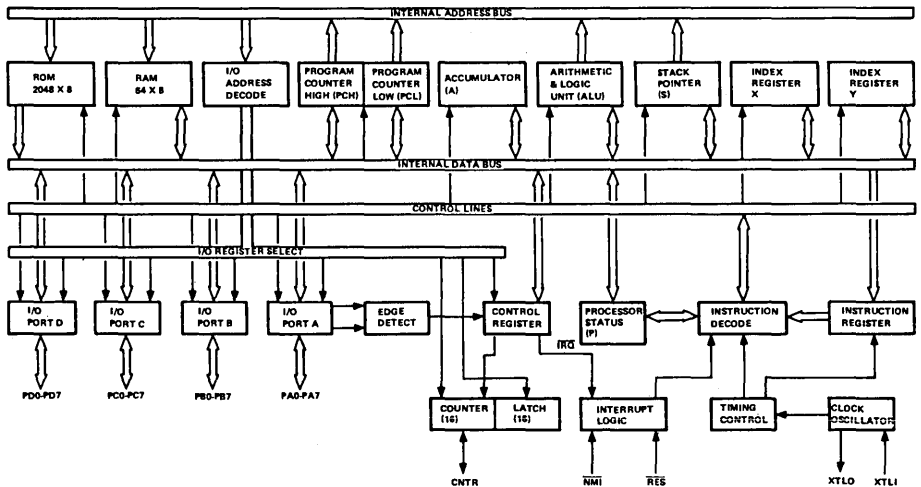 INTERNAL ADDRESS BUS
ROM
2048 X 8
RAM
64 X 8
I/O
ADDRESS
DECODE
PROGRAM
COUNTER
HIGH (PCH)
PROGRAM
COUNTER
LOW (PCL)
ACCUMULATOR
(A)
ARITHMETIC
& LOGIC
UNIT (ALU)
STACK
POINTER
(S)
INDEX
REGISTER
X
INDEX
REGISTER
Y
INTERNAL DATA BUS
CONTROL LINES
I/O REGISTER SELECT
I/O
PORT D
I/O
PORT C
I/O
PORT B
I/O
PORT A
EDGE
DETECT
CONTROL
REGISTER
PROCESSOR
STATUS
(P)
INSTRUCTION
DECODE
INSTRUCTION
REGISTER
IRQ
PD0-PD7
PC0-PC7
PB0-PB7
PA0-PA7
COUNTER
(16)
LATCH
(16)
INTERRUPT
LOGIC
TIMING
CONTROL
CLOCK
OSCILLATOR
CNTR
NMI
RES
XTLO
XTLI